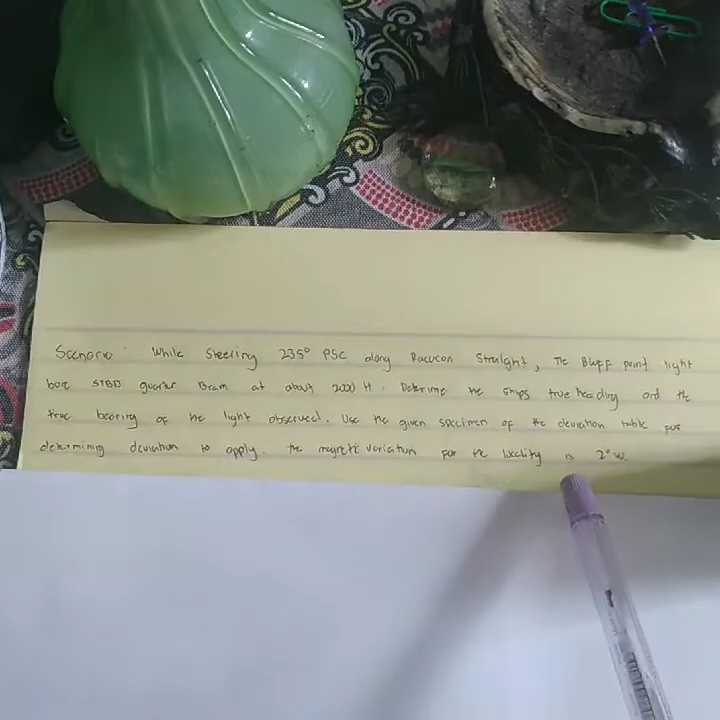 Scenario: While Steering 235° PSC along Raccon Straight, The Bluff point light
bore STBD quarter Beam at about 2000 H. Determine the ships true heading and the
true bearing of the light observed. Use the given specimen of the deviation table for
determining deviation to apply. The magnetic variation for the locality is 2° W.